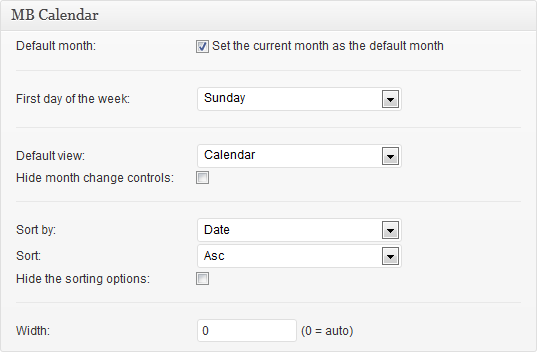 MB Calendar
Default month: Set the current month as the default month
First day of the week: Sunday
Default view: Calendar
Hide month change controls:
Sort by: Date
Sort: Asc
Hide the sorting options:
Width: 0 (0 = auto)